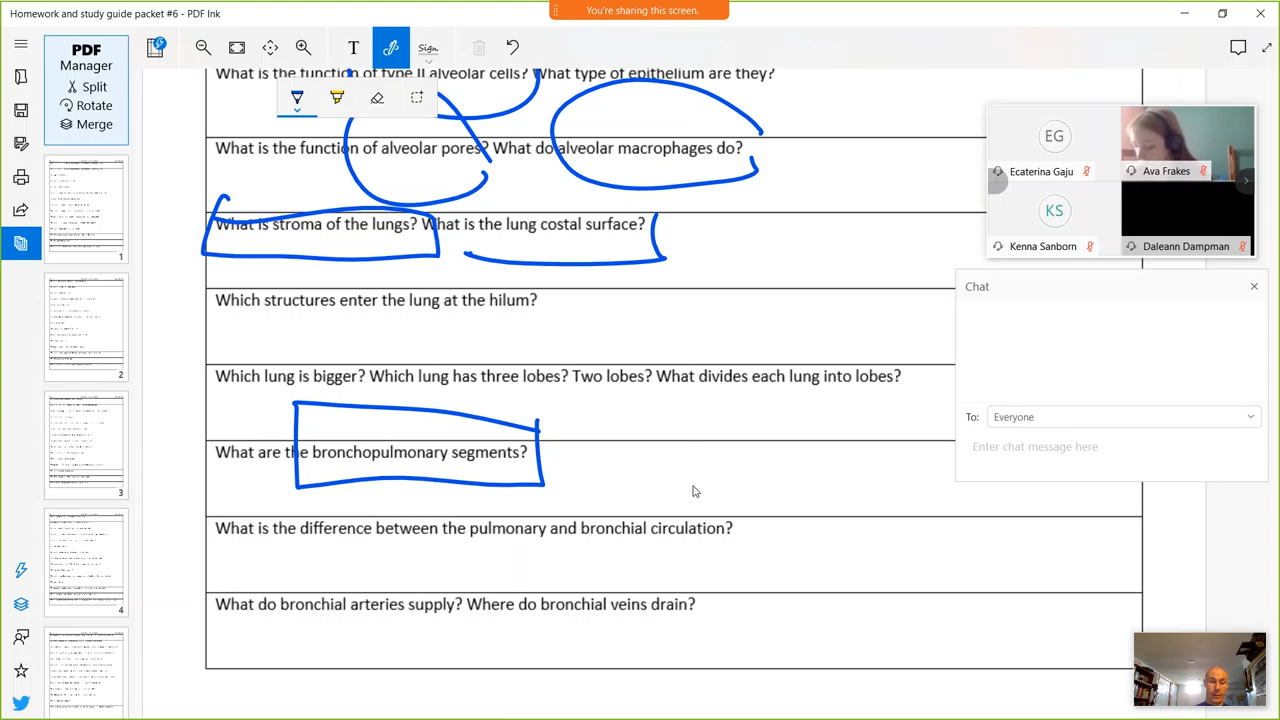 Homework and study guide packet #6 - PDF Ink
You're sharing this screen.
PDF
Manager
Split
Rotate
Merge
T
Sign
What is the function of type II alveolar cells? What type of epithelium are they?
What is the function of alveolar pores? What do alveolar macrophages do?
What is stroma of the lungs? What is the lung costal surface?
Which structures enter the lung at the hilum?
Which lung is bigger? Which lung has three lobes? Two lobes? What divides each lung into lobes?
What are the bronchopulmonary segments?
What is the difference between the pulmonary and bronchial circulation?
What do bronchial arteries supply? Where do bronchial veins drain?
1
2
3
4
EG
Ecaterina Gaju
Ava Frakes
KS
Kenna Sanborn
Daleann Dampman
Chat
To:
Everyone
Enter chat message here